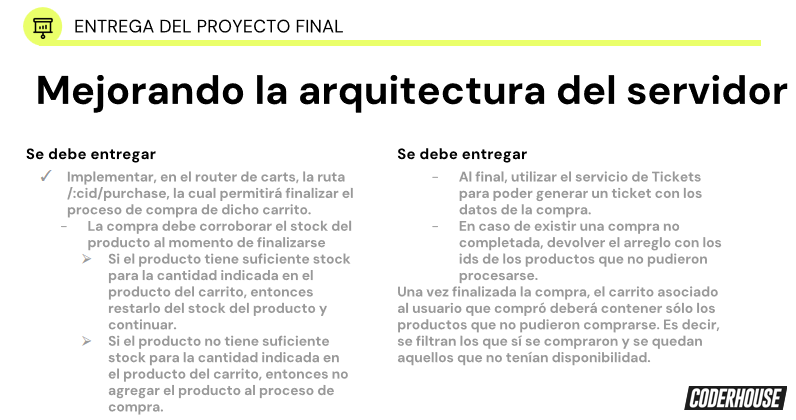 ENTREGA DEL PROYECTO FINAL
Mejorando la arquitectura del servidor
Se debe entregar
✓ Implementar, en el router de carts, la ruta
/:cid/purchase, la cual permitirá finalizar el
proceso de compra de dicho carrito.
- La compra debe corroborar el stock del
producto al momento de finalizarse
➢ Si el producto tiene suficiente stock
para la cantidad indicada en el
producto del carrito, entonces
restarlo del stock del producto y
continuar.
➢ Si el producto no tiene suficiente
stock para la cantidad indicada en
el producto del carrito, entonces no
agregar el producto al proceso de
compra.
Se debe entregar
- Al final, utilizar el servicio de Tickets
para poder generar un ticket con los
datos de la compra.
- En caso de existir una compra no
completada, devolver el arreglo con los
ids de los productos que no pudieron
procesarse.
Una vez finalizada la compra, el carrito asociado
al usuario que compró deberá contener sólo los
productos que no pudieron comprarse. Es decir,
se filtran los que sí se compraron y se quedan
aquellos que no tenían disponibilidad.
CODERHOUSE